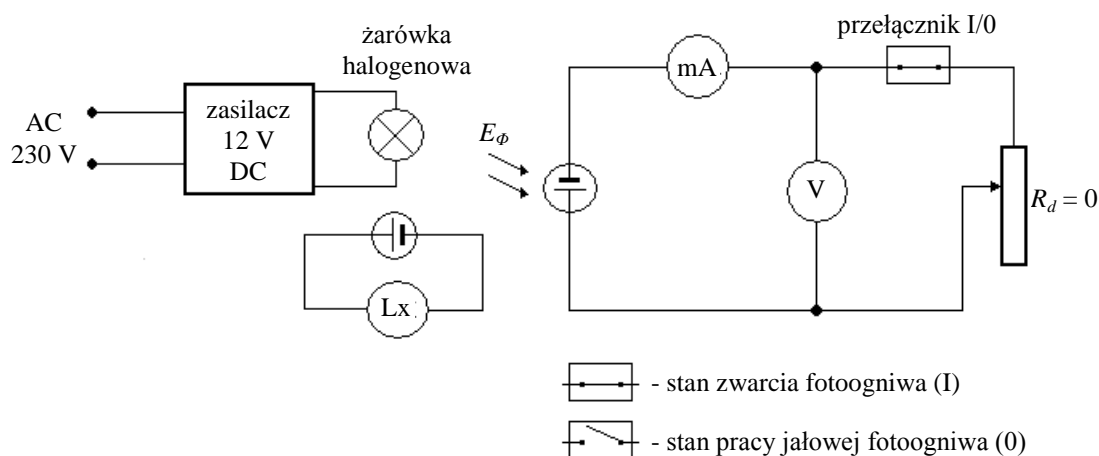 przełącznik I/0
żarówka
halogenowa
mA
zasilacz
12 V
DC
AC
230 V
E_Φ
V
R_d = 0
Lx
- stan zwarcia fotoogniwa (I)
- stan pracy jałowej fotoogniwa (0)